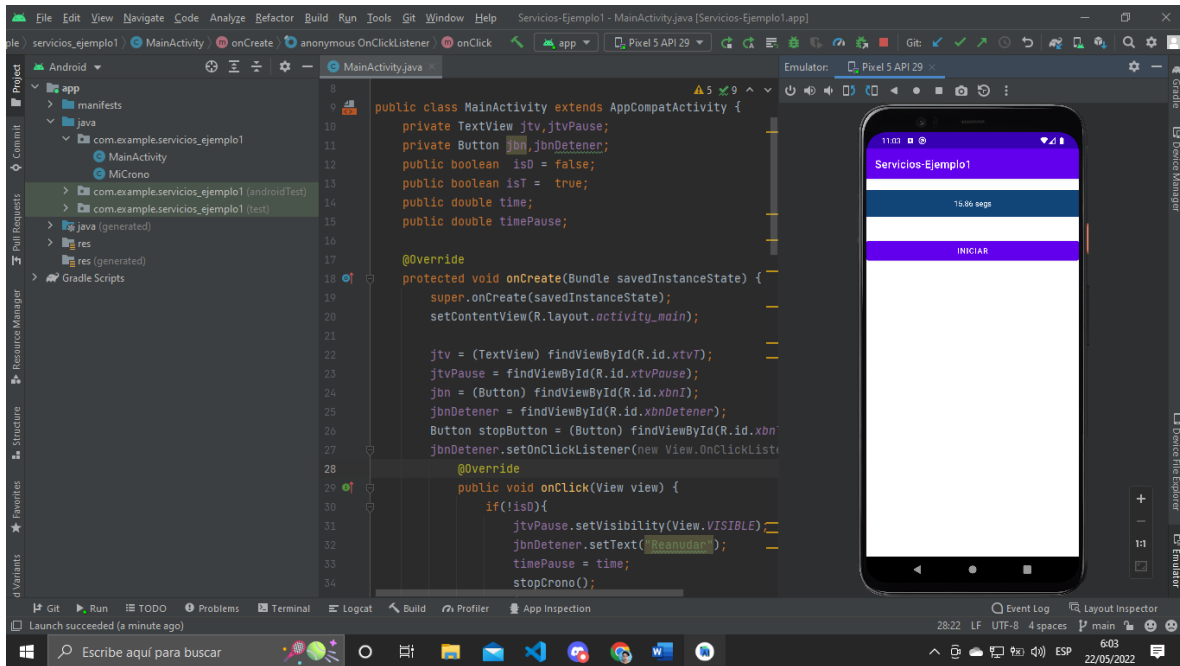 File Edit View Navigate Code Analyze Refactor Build Run Tools Git Window Help Servicios-Ejemplo1 - MainActivity.java [Servicios-Ejemplo1.app]
ple servicios_ejemplo1 MainActivity onCreate anonymous OnClickListener onClick app Pixel 5 API 29 Git:
Android
MainActivity.java
Emulator: Pixel 5 API 29
Project
Commit
Pull Requests
Resource Manager
Structure
Favorites
d Variants
app
manifests
java
com.example.servicios_ejemplo1
MainActivity
MiCrono
com.example.servicios_ejemplo1 (androidTest)
com.example.servicios_ejemplo1 (test)
java (generated)
res
res (generated)
Gradle Scripts
5 9
8
9 public class MainActivity extends AppCompatActivity {
10 private TextView jtv,jtvPause;
11 private Button jbn,jbnDetener;
12 public boolean isD = false;
13 public boolean isT = true;
14 public double time;
15 public double timePause;
16
17 @Override
18 protected void onCreate(Bundle savedInstanceState) {
19 super.onCreate(savedInstanceState);
20 setContentView(R.layout.activity_main);
21
22 jtv = (TextView) findViewById(R.id.xtvT);
23 jtvPause = findViewById(R.id.xtvPause);
24 jbn = (Button) findViewById(R.id.xbnI);
25 jbnDetener = findViewById(R.id.xbnDetener);
26 Button stopButton = (Button) findViewById(R.id.xbn
27 jbnDetener.setOnClickListener(new View.OnClickListe
28 @Override
29 public void onClick(View view) {
30 if(!isD){
31 jtvPause.setVisibility(View.VISIBLE);
32 jbnDetener.setText("Reanudar");
33 timePause = time;
34 stopCrono();
11:03
Servicios-Ejemplo1
15.86 segs
INICIAR
1:1
Gradle
Device Manager
Device File Explorer
Emulator
Git Run TODO Problems Terminal Logcat Build Profiler App Inspection Event Log Layout Inspector
Launch succeeded (a minute ago) 28:22 LF UTF-8 4 spaces main
Escribe aquí para buscar
ESP
6:03
22/05/2022